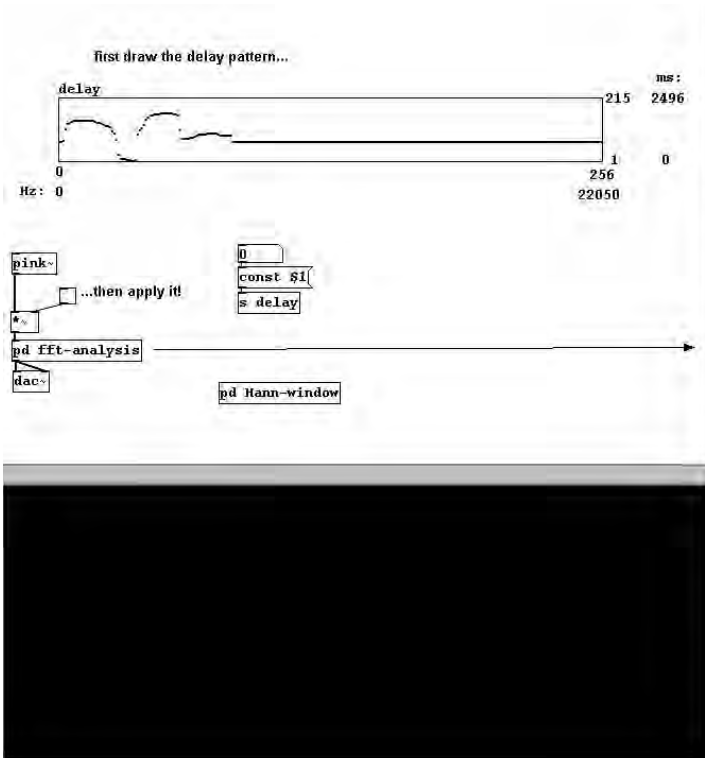 first draw the delay pattern...
ms:
delay
215 2496
1 0
0 256
Hz: 0 22050
pink~
0
const $1
...then apply it!
s delay
*~
pd fft-analysis
dac~
pd Hann-window